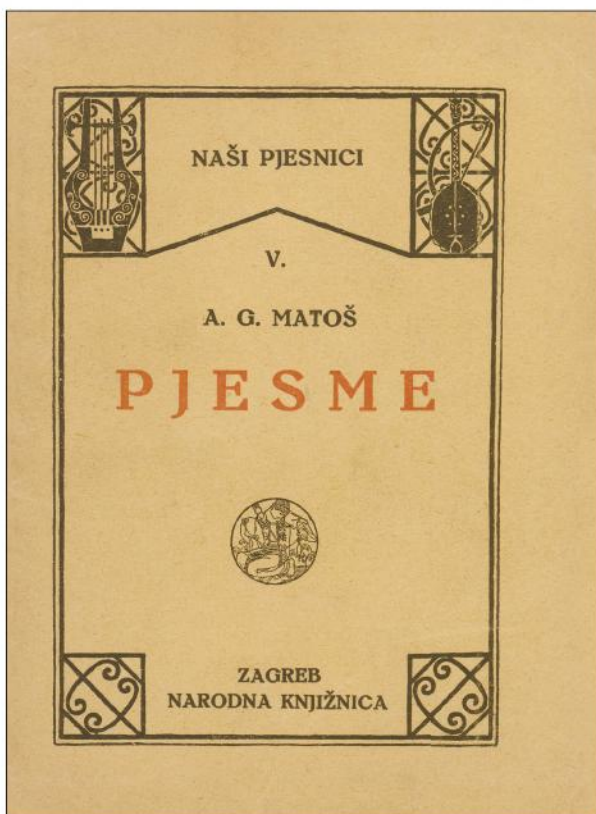 NAŠI PJESNICI
V.
A. G. MATOŠ
PJESME
ZAGREB
NARODNA KNJIŽNICA